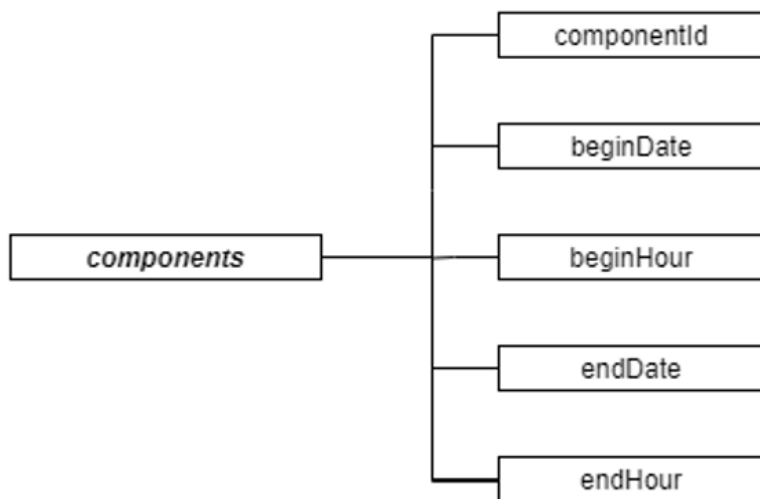 componentId
beginDate
components
beginHour
endDate
endHour